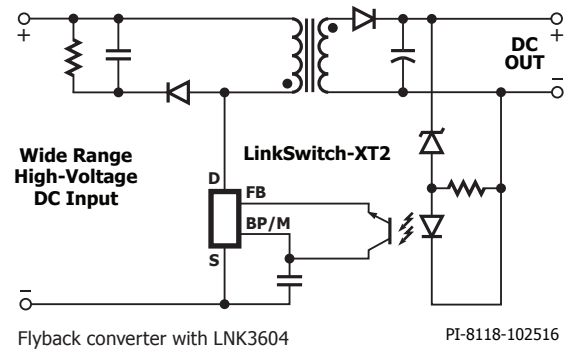 +
+
DC
OUT
−
LinkSwitch-XT2
Wide Range
High-Voltage
DC Input
D
FB
BP/M
S
−
Flyback converter with LNK3604
PI-8118-102516